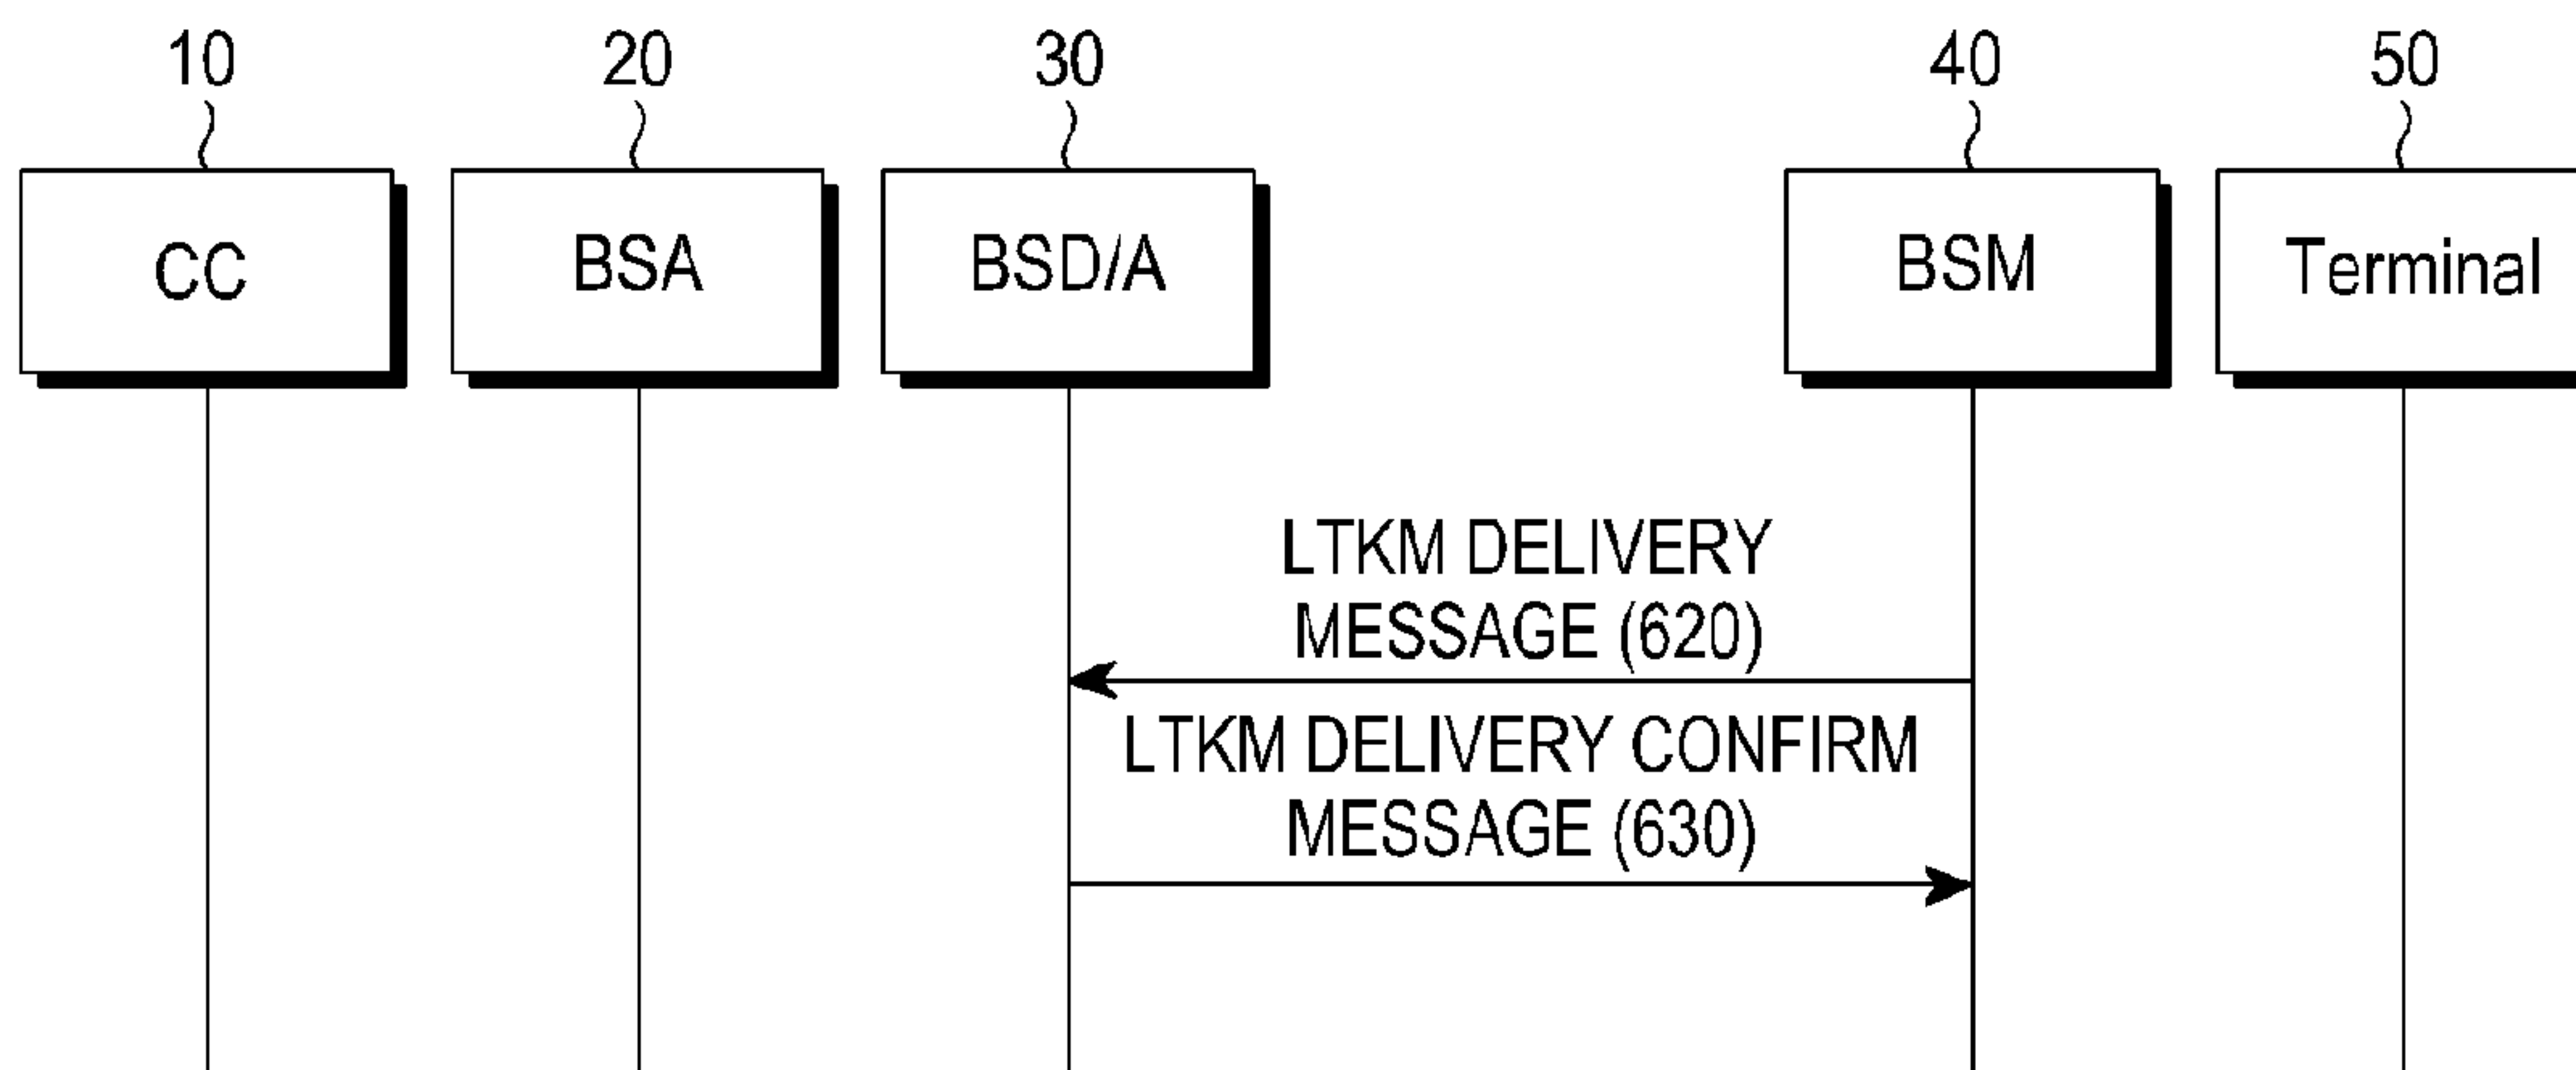 10
20
30
40
50
CC
BSA
BSD/A
BSM
Terminal
LTKM DELIVERY
MESSAGE (620)
LTKM DELIVERY CONFIRM
MESSAGE (630)